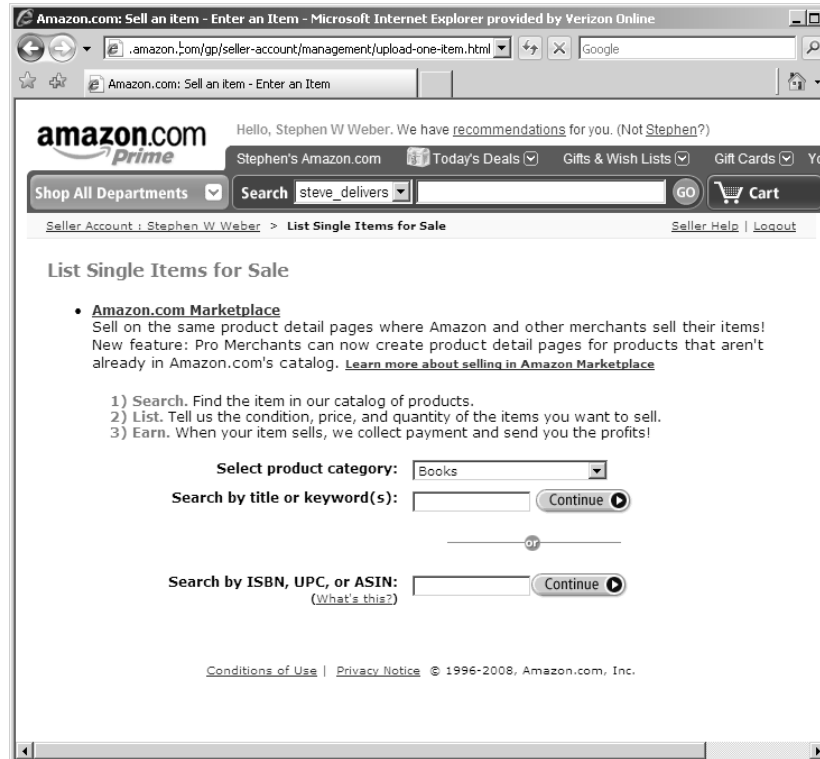 Amazon.com: Sell an item - Enter an Item - Microsoft Internet Explorer provided by Verizon Online
.amazon.com/gp/seller-account/management/upload-one-item.html
Google
Amazon.com: Sell an item - Enter an Item
amazon.com
Prime
Hello, Stephen W Weber. We have recommendations for you. (Not Stephen?)
Stephen's Amazon.com Today's Deals Gifts & Wish Lists Gift Cards Yo
Shop All Departments Search steve_delivers GO Cart
Seller Account : Stephen W Weber > List Single Items for Sale Seller Help | Logout
List Single Items for Sale
• Amazon.com Marketplace
Sell on the same product detail pages where Amazon and other merchants sell their items!
New feature: Pro Merchants can now create product detail pages for products that aren't
already in Amazon.com's catalog. Learn more about selling in Amazon Marketplace
1) Search. Find the item in our catalog of products.
2) List. Tell us the condition, price, and quantity of the items you want to sell.
3) Earn. When your item sells, we collect payment and send you the profits!
Select product category: Books
Search by title or keyword(s): Continue
or
Search by ISBN, UPC, or ASIN: Continue
(What's this?)
Conditions of Use | Privacy Notice © 1996-2008, Amazon.com, Inc.